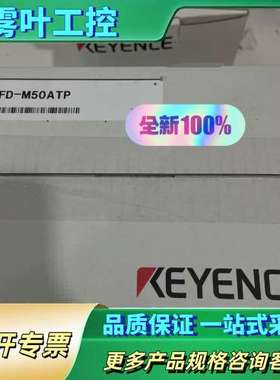 雾叶工控
KEYENCE
FD-M50ATP
全新100%
KEYENCE
品质保证 一站式采
开专票
更多产品规格咨询客